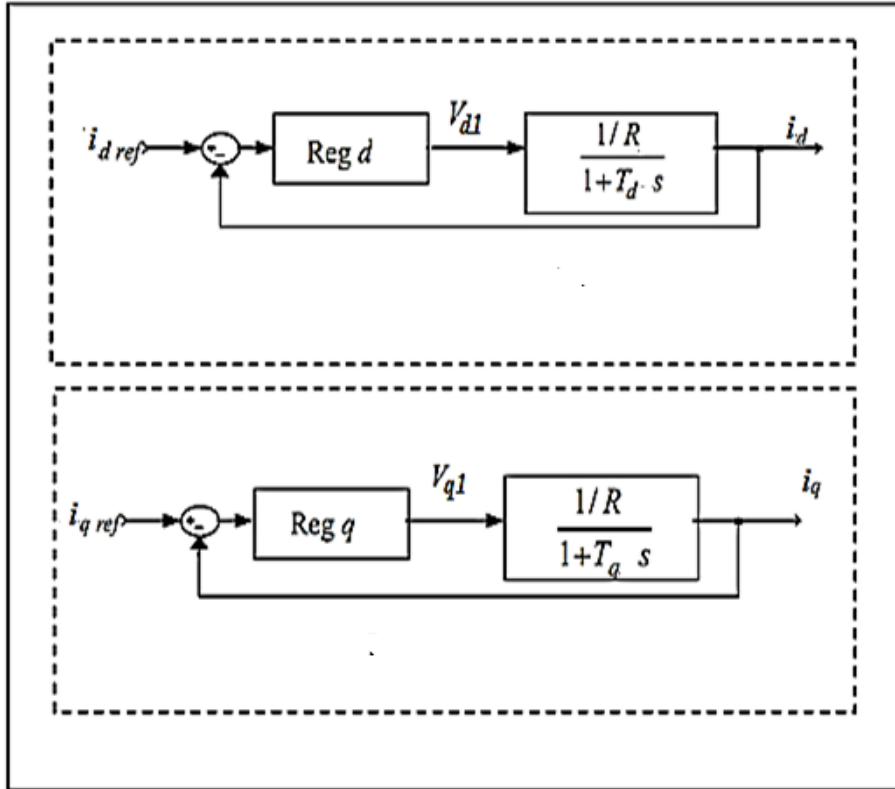 i_d ref
+
-
Reg d
V_d1
1/R
1+T_d s
i_d
i_q ref
+
-
Reg q
V_q1
1/R
1+T_q s
i_q